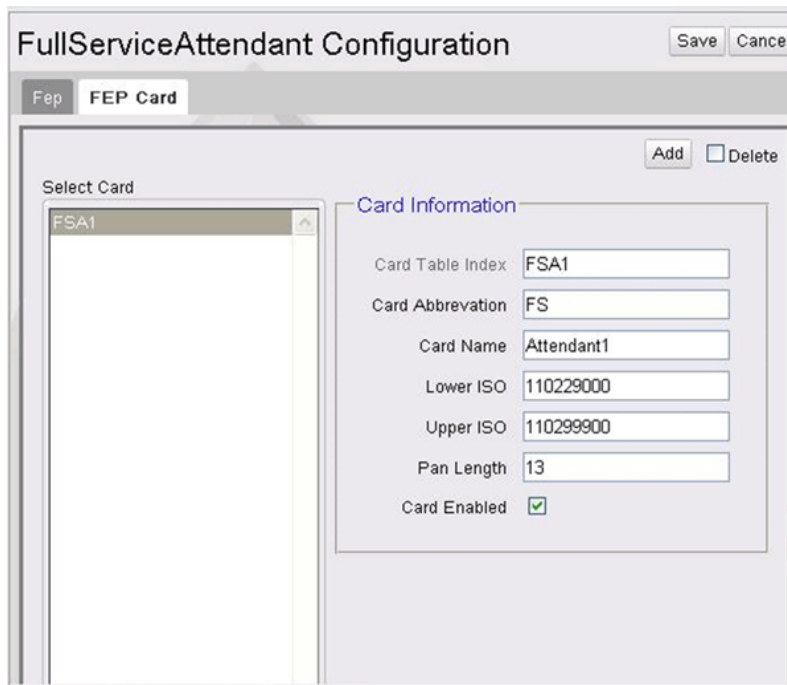 FullServiceAttendant Configuration
Save Cance
Fep FEP Card
Add Delete
Select Card
FSA1
Card Information
Card Table Index FSA1
Card Abbrevation FS
Card Name Attendant1
Lower ISO 110229000
Upper ISO 110299900
Pan Length 13
Card Enabled